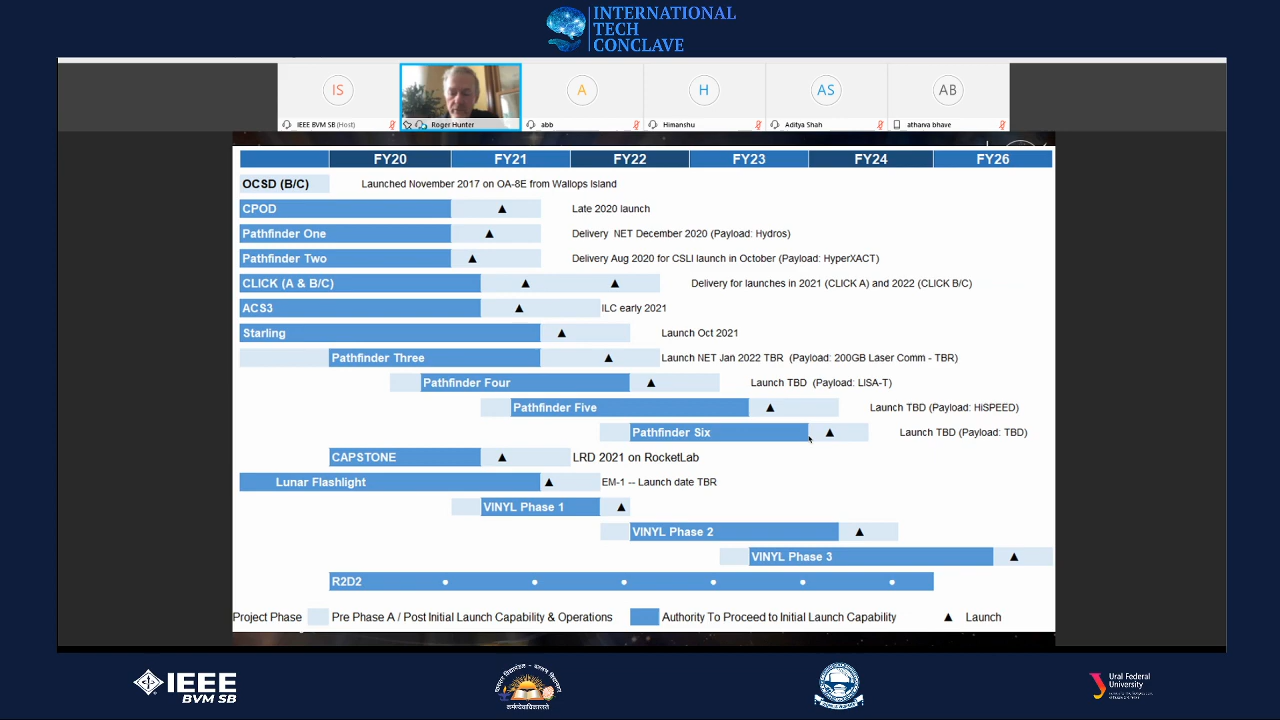 INTERNATIONAL
TECH
CONCLAVE
IS
A
H
AS
AB
IEEE BVM SB (Host)
Roger Hunter
abb
Himanshu
Aditya Shah
atharva bhave
FY20 FY21 FY22 FY23 FY24 FY26
OCSD (B/C) Launched November 2017 on OA-8E from Wallops Island
CPOD Late 2020 launch
Pathfinder One Delivery NET December 2020 (Payload: Hydros)
Pathfinder Two Delivery Aug 2020 for CSLI launch in October (Payload: HyperXACT)
CLICK (A & B/C) Delivery for launches in 2021 (CLICK A) and 2022 (CLICK B/C)
ACS3 ILC early 2021
Starling Launch Oct 2021
Pathfinder Three Launch NET Jan 2022 TBR (Payload: 200GB Laser Comm - TBR)
Pathfinder Four Launch TBD (Payload: LISA-T)
Pathfinder Five Launch TBD (Payload: HiSPEED)
Pathfinder Six Launch TBD (Payload: TBD)
CAPSTONE LRD 2021 on RocketLab
Lunar Flashlight EM-1 -- Launch date TBR
VINYL Phase 1
VINYL Phase 2
VINYL Phase 3
R2D2
Project Phase Pre Phase A / Post Initial Launch Capability & Operations Authority To Proceed to Initial Launch Capability Launch
IEEE
BVM SB
Ural Federal
University